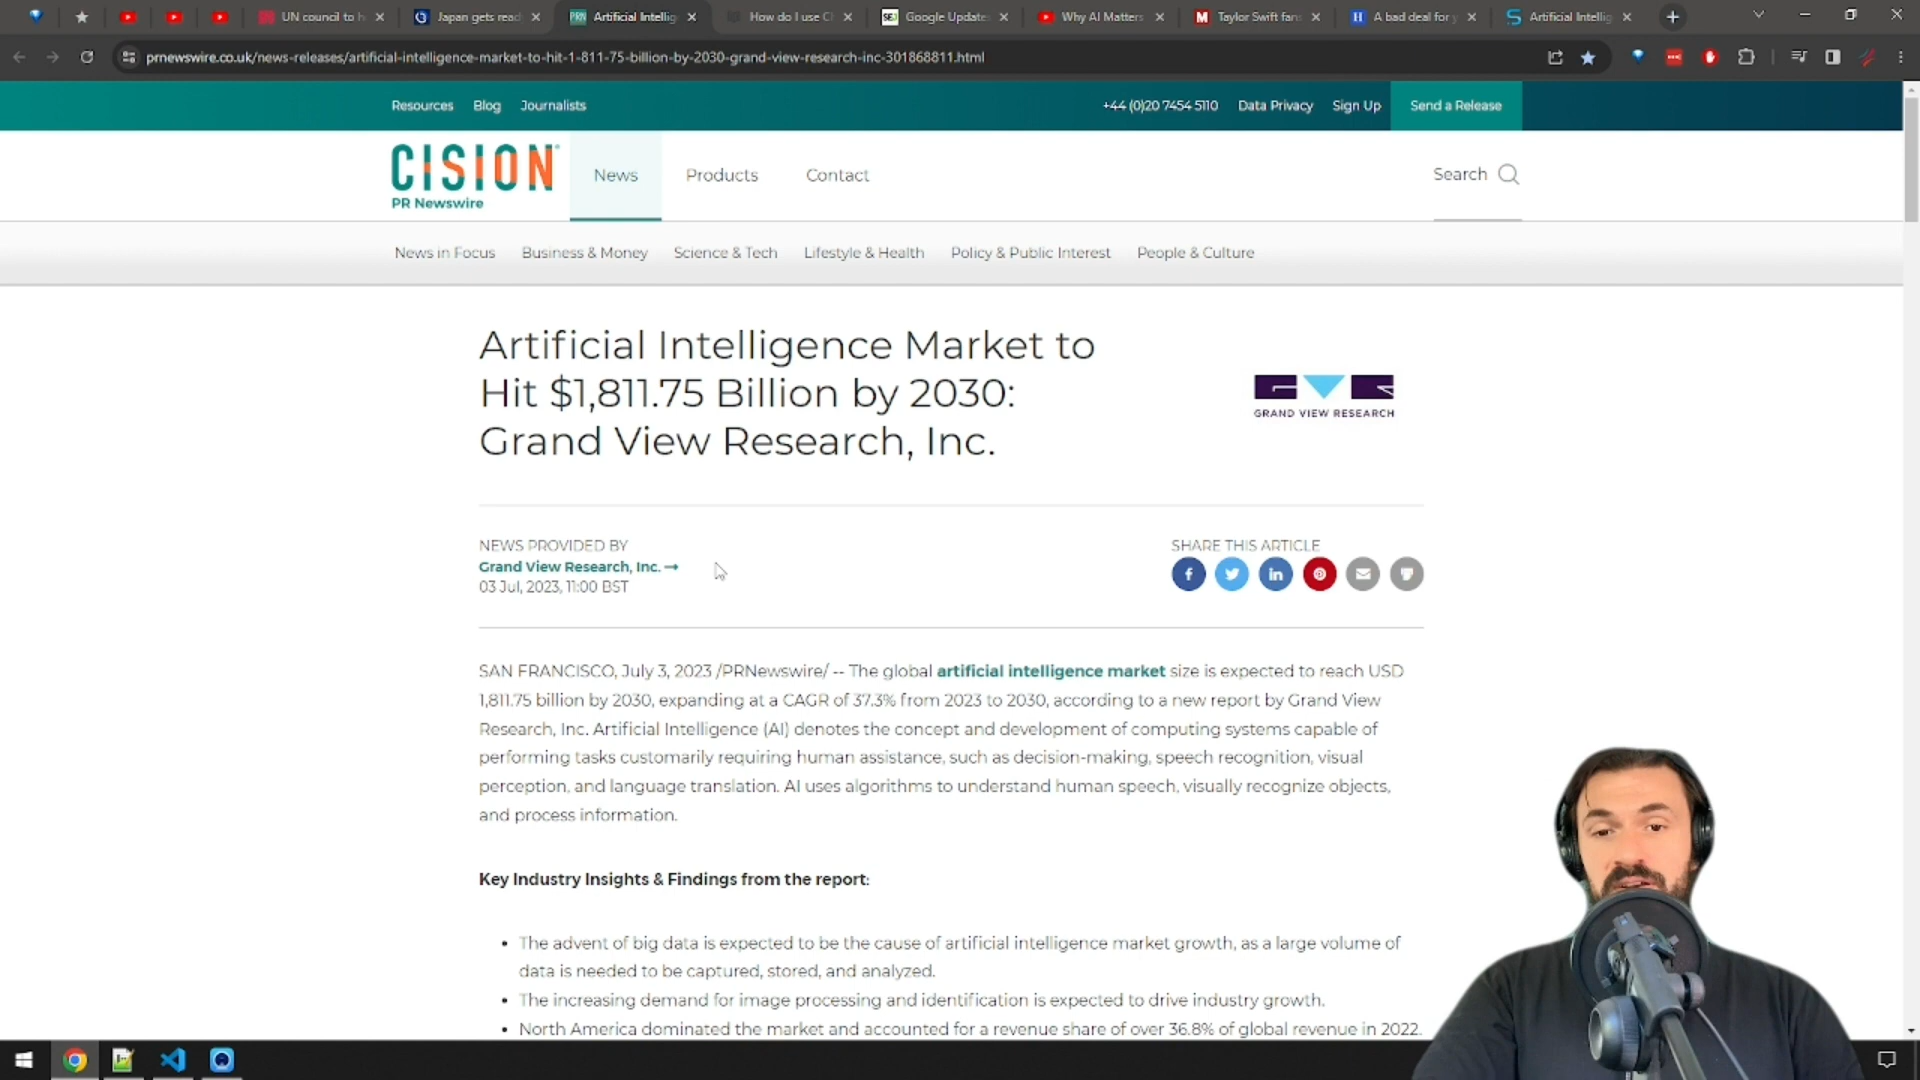 UN council to h
Japan gets read
PRN Artificial Intellig
How do I use C
SEJ Google Update
Why AI Matters
M Taylor Swift fan
H A bad deal for y
Artificial Intellig
prnewswire.co.uk/news-releases/artificial-intelligence-market-to-hit-1-811-75-billion-by-2030-grand-view-research-inc-301868811.html
Resources Blog Journalists +44 (0)20 7454 5110 Data Privacy Sign Up Send a Release
CISION
PR Newswire
News Products Contact Search
News in Focus Business & Money Science & Tech Lifestyle & Health Policy & Public Interest People & Culture
Artificial Intelligence Market to
Hit $1,811.75 Billion by 2030:
Grand View Research, Inc.
GRAND VIEW RESEARCH
NEWS PROVIDED BY
Grand View Research, Inc. →
03 Jul, 2023, 11:00 BST
SHARE THIS ARTICLE
SAN FRANCISCO, July 3, 2023 /PRNewswire/ -- The global artificial intelligence market size is expected to reach USD
1,811.75 billion by 2030, expanding at a CAGR of 37.3% from 2023 to 2030, according to a new report by Grand View
Research, Inc. Artificial Intelligence (AI) denotes the concept and development of computing systems capable of
performing tasks customarily requiring human assistance, such as decision-making, speech recognition, visual
perception, and language translation. AI uses algorithms to understand human speech, visually recognize objects,
and process information.
Key Industry Insights & Findings from the report:
• The advent of big data is expected to be the cause of artificial intelligence market growth, as a large volume of
data is needed to be captured, stored, and analyzed.
• The increasing demand for image processing and identification is expected to drive industry growth.
• North America dominated the market and accounted for a revenue share of over 36.8% of global revenue in 2022.